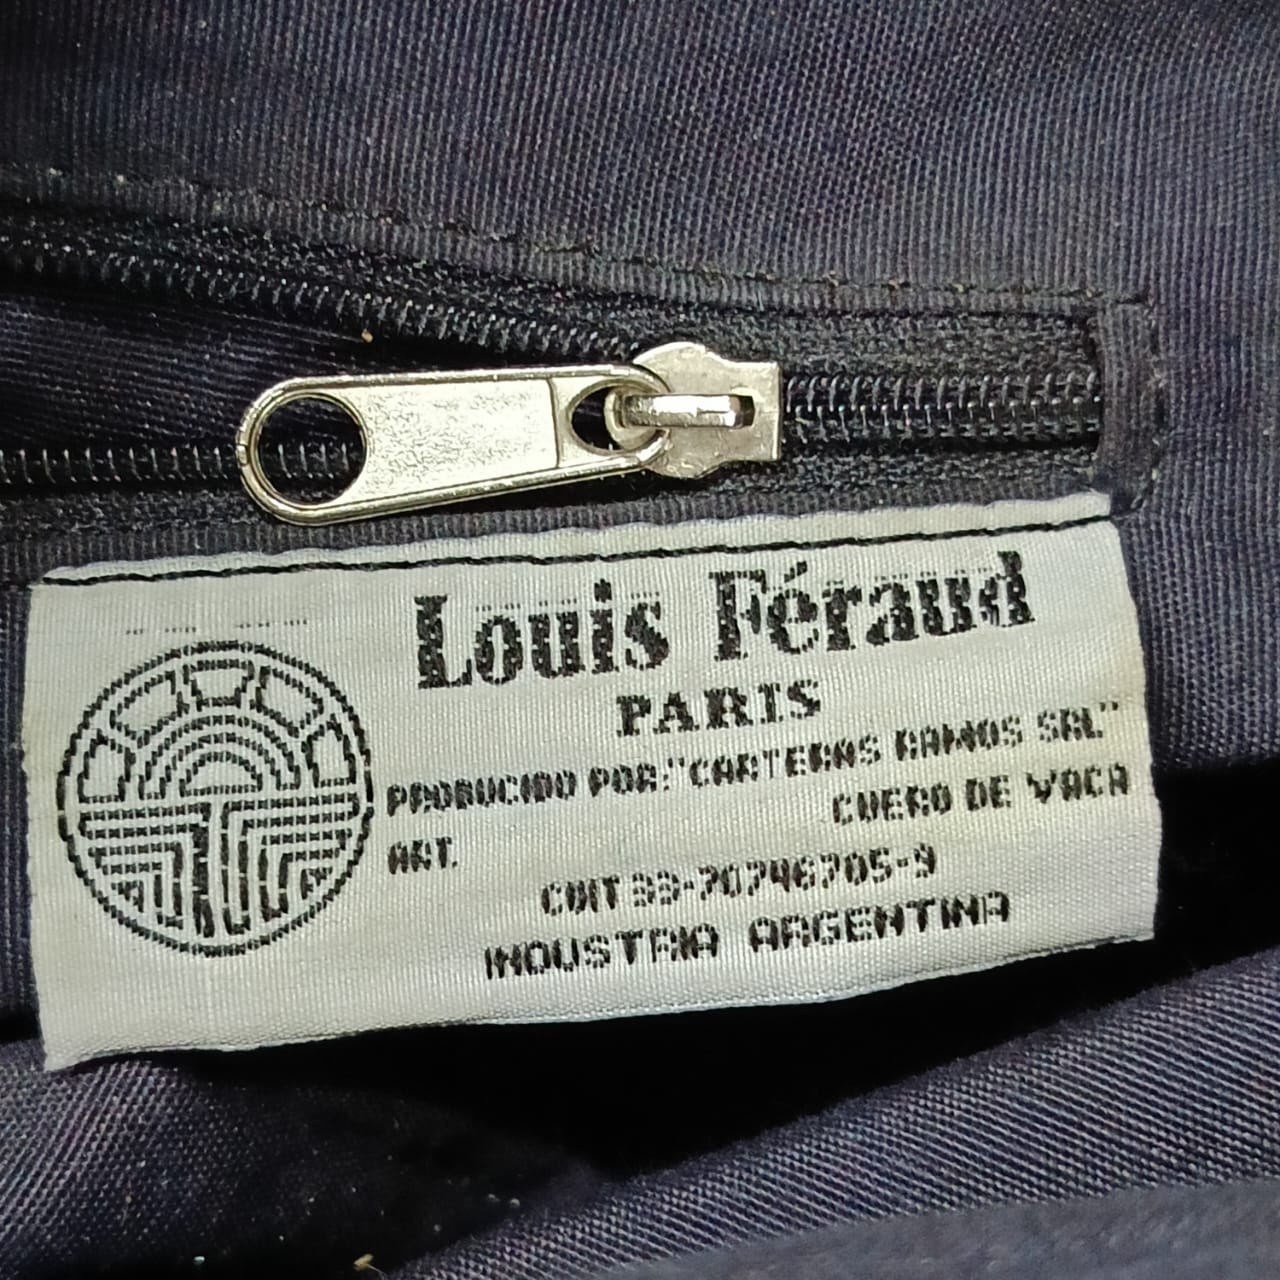 Louis Féraud
PARIS
PRODUCIDO POR: "CARTERAS RAMOS SRL"
CUERO DE VACA
ART.
CUIT 33-70746705-9
INDUSTRIA ARGENTINA